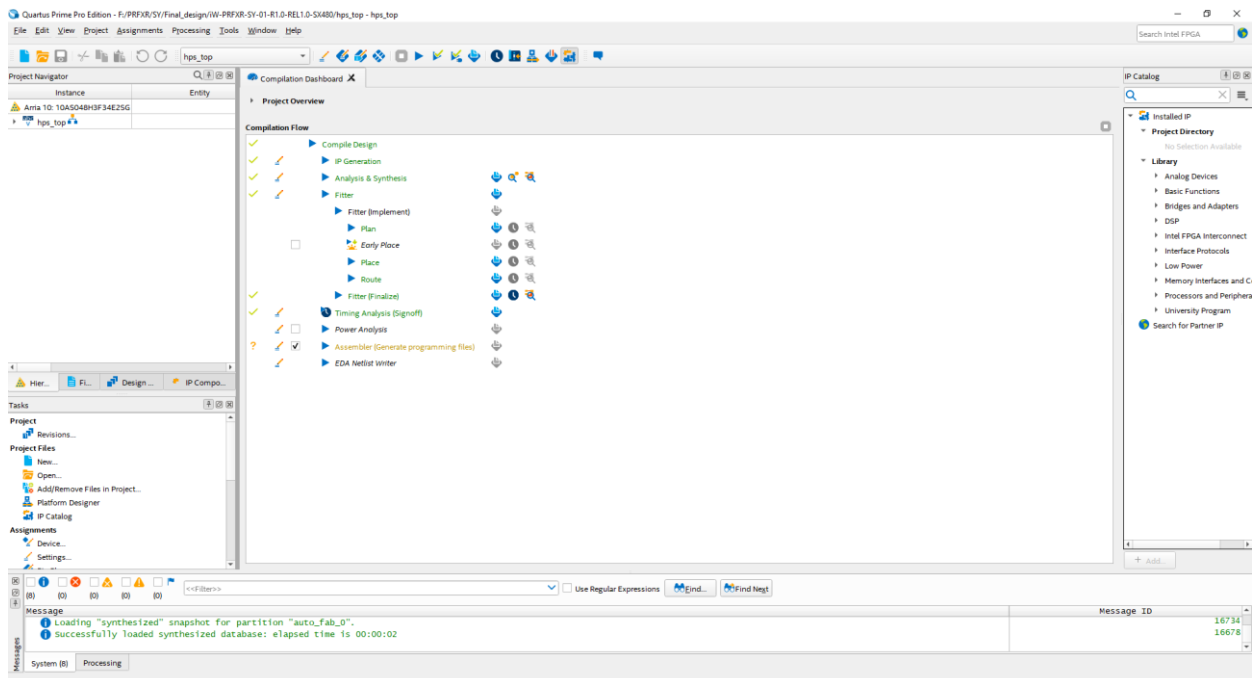 Quartus Prime Pro Edition - F:/PRFXR/SY/Final_design/iW-PRFXR-SY-01-R1.0-REL1.0-SX480/hps_top - hps_top
File Edit View Project Assignments Processing Tools Window Help
Search Intel FPGA
hps_top
Project Navigator
Instance Entity
Arria 10: 10AS048H3F34E2SG
hps_top
Hier... Fi... Design ... IP Compo...
Tasks
Project
Revisions...
Project Files
New...
Open...
Add/Remove Files in Project...
Platform Designer
IP Catalog
Assignments
Device...
Settings...
Compilation Dashboard
Project Overview
Compilation Flow
Compile Design
IP Generation
Analysis & Synthesis
Fitter
Fitter (Implement)
Plan
Early Place
Place
Route
Fitter (Finalize)
Timing Analysis (Signoff)
Power Analysis
? Assembler (Generate programming files)
EDA Netlist Writer
IP Catalog
Installed IP
Project Directory
No Selection Available
Library
Analog Devices
Basic Functions
Bridges and Adapters
DSP
Intel FPGA Interconnect
Interface Protocols
Low Power
Memory Interfaces and C
Processors and Periphera
University Program
Search for Partner IP
+ Add...
(8) (0) (0) (0) (0)
<<Filter>>
Use Regular Expressions Find... Find Next
Messages
Message Message ID
Loading "synthesized" snapshot for partition "auto_fab_0". 16734
Successfully loaded synthesized database: elapsed time is 00:00:02 16678
System (8) Processing